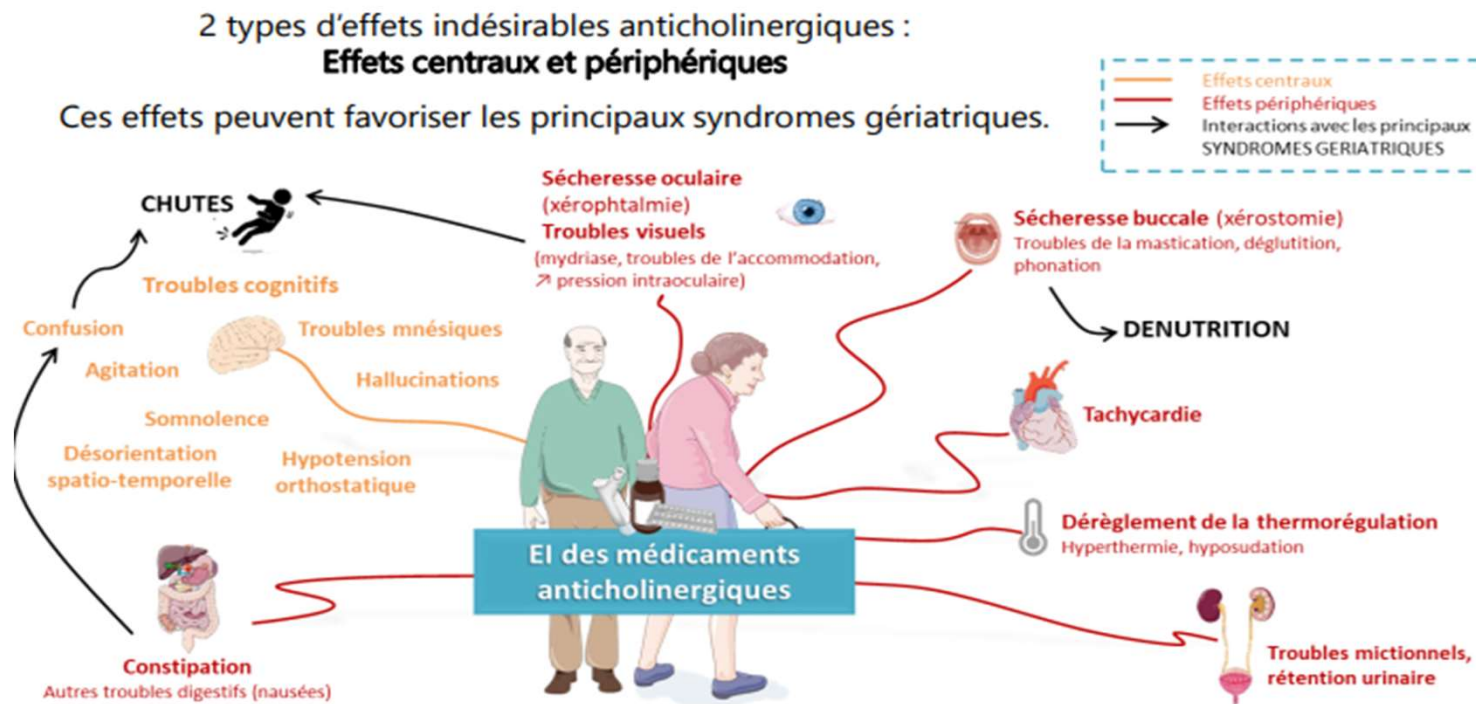 2 types d'effets indésirables anticholinergiques :
Effets centraux et périphériques
Ces effets peuvent favoriser les principaux syndromes gériatriques.
Effets centraux
Effets périphériques
Interactions avec les principaux
SYNDROMES GERIATRIQUES
CHUTES
Sécheresse oculaire
(xérophtalmie)
Troubles visuels
(mydriase, troubles de l'accommodation,
↗ pression intraoculaire)
Sécheresse buccale (xérostomie)
Troubles de la mastication, déglutition,
phonation
DENUTRITION
Troubles cognitifs
Confusion
Troubles mnésiques
Agitation
Hallucinations
Somnolence
Désorientation
spatio-temporelle
Hypotension
orthostatique
Tachycardie
Dérèglement de la thermorégulation
Hyperthermie, hyposudation
EI des médicaments
anticholinergiques
Constipation
Autres troubles digestifs (nausées)
Troubles mictionnels,
rétention urinaire